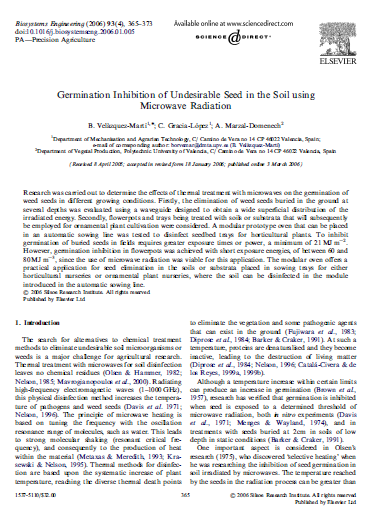 Biosystems Engineering (2006) 93(4), 365–373
doi:10.1016/j.biosystemseng.2006.01.005
PA—Precision Agriculture
Available online at www.sciencedirect.com
SCIENCE DIRECT®
ELSEVIER
Germination Inhibition of Undesirable Seed in the Soil using
Microwave Radiation
B. Velázquez-Martí¹,*; C. Gracia-López¹; A. Marzal-Domenech²
¹Department of Mechanisation and Agrarian Technology, C/ Camino de Vera no 14 CP 46022 Valencia, Spain;
e-mail of corresponding author: borvemar@dmta.upv.es (B. Velázquez-Martí)
²Department of Vegetal Production, Polytechnic University of Valencia, C/ Camino de Vera no 14 CP 46022 Valencia, Spain
(Received 8 April 2005; accepted in revised form 18 January 2006; published online 3 March 2006)
Research was carried out to determine the effects of thermal treatment with microwaves on the germination of
weed seeds in different growing conditions. Firstly, the elimination of weed seeds buried in the ground at
several depths was evaluated using a waveguide designed to obtain a wide superficial distribution of the
irradiated energy. Secondly, flowerpots and trays being treated with soils or substrata that will subsequently
be employed for ornamental plant cultivation were considered. A modular prototype oven that can be placed
in an automatic sowing line was tested to disinfect seedbed trays for horticultural plants. To inhibit
germination of buried seeds in fields requires greater exposure times or power, a minimum of 21 MJ m⁻².
However, germination inhibition in flowerpots was achieved with short exposure energies, of between 60 and
80 MJ m⁻³, since the use of microwave radiation was viable for this application. The modular oven offers a
practical application for seed elimination in the soils or substrata placed in sowing trays for either
horticultural nurseries or ornamental plant nurseries, where the soil can be disinfected in the module
introduced in the automatic sowing line.
© 2006 Silsoe Research Institute. All rights reserved
Published by Elsevier Ltd
1. Introduction
The search for alternatives to chemical treatment
methods to eliminate undesirable soil microorganisms or
weeds is a major challenge for agricultural research.
Thermal treatment with microwaves for soil disinfection
leaves no chemical residues (Olsen & Hammer, 1982;
Nelson, 1985; Mavrogianopoulos et al., 2000). Radiating
high-frequency electromagnetic waves (1–1000 GHz),
this physical disinfection method increases the tempera-
ture of pathogens and weed seeds (Davis et al., 1971;
Nelson, 1996). The principle of microwave heating is
based on tuning the frequency with the oscillation
resonance range of molecules, such as water. This leads
to strong molecular shaking (resonant critical fre-
quency), and consequently to the production of heat
within the material (Metaxas & Meredith, 1993; Kra-
sewski & Nelson, 1995). Thermal methods for disinfec-
tion are based upon the systematic increase of plant
temperature, reaching the diverse thermal death points
to eliminate the vegetation and some pathogenic agents
that can exist in the ground (Fujiwara et al., 1983;
Diprose et al., 1984; Barker & Craker, 1991). At such a
temperature, proteins are denaturalised and they become
inactive, leading to the destruction of living matter
(Diprose et al., 1984; Nelson, 1996; Catalá-Civera & de
los Reyes, 1999a, 1999b).
Although a temperature increase within certain limits
can produce an increase in germination (Brown et al.,
1957), research has verified that germination is inhibited
when seed is exposed to a determined threshold of
microwave radiation, both in vitro experiments (Davis
et al., 1971; Menges & Wayland, 1974), and in
treatments with seeds buried at 2 cm in soils of low
depth in static conditions (Barker & Craker, 1991).
One important aspect is considered in Olsen's
research (1975), who discovered 'selective heating' when
he was researching the inhibition of seed germination in
soil irradiated by microwaves. The temperature reached
by the seeds in the radiation process can be greater than
1537-5110/$32.00
365
© 2006 Silsoe Research Institute. All rights reserved
Published by Elsevier Ltd